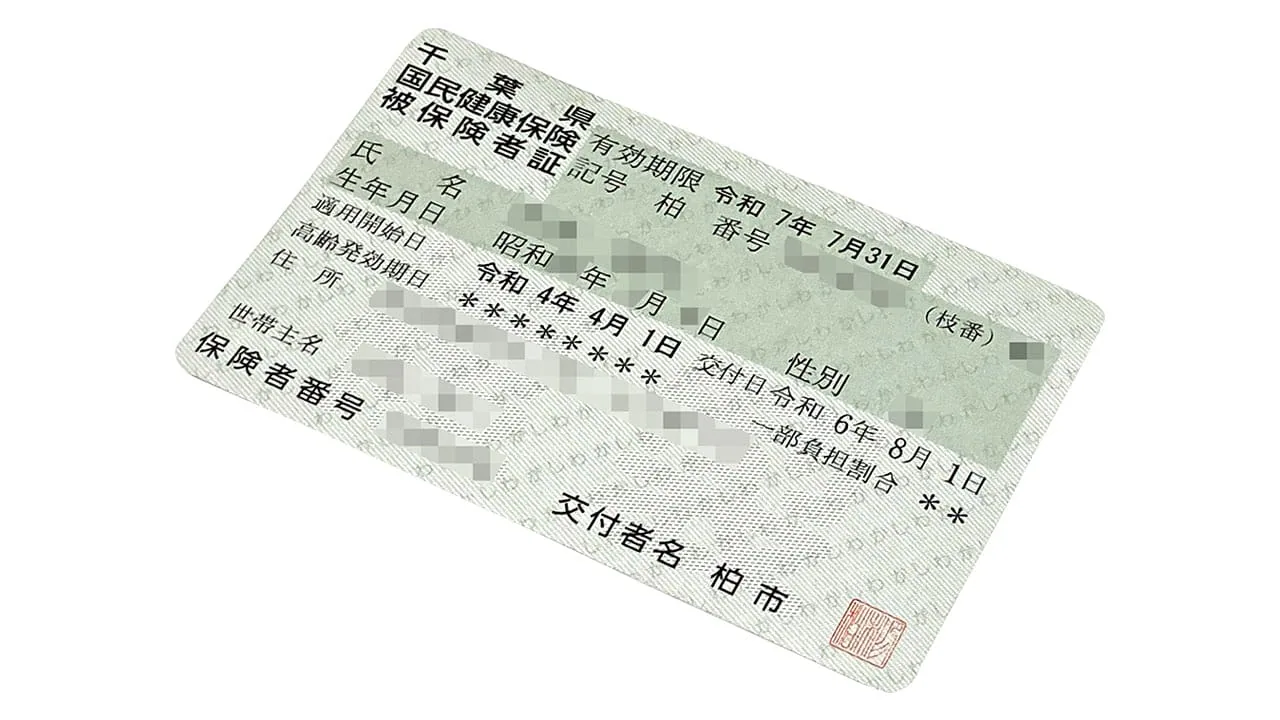 千葉県
国民健康保険
被保険者証
有効期限 令和 7年 7月31日
記号 柏 番号
(枝番)
氏名
生年月日 昭和 年 月 日 性別
適用開始日 令和 4年 4月 1日 交付日 令和 6年 8月 1日
高齢発効期日 ******* 一部負担割合 **
住所
世帯主名
保険者番号
交付者名 柏市